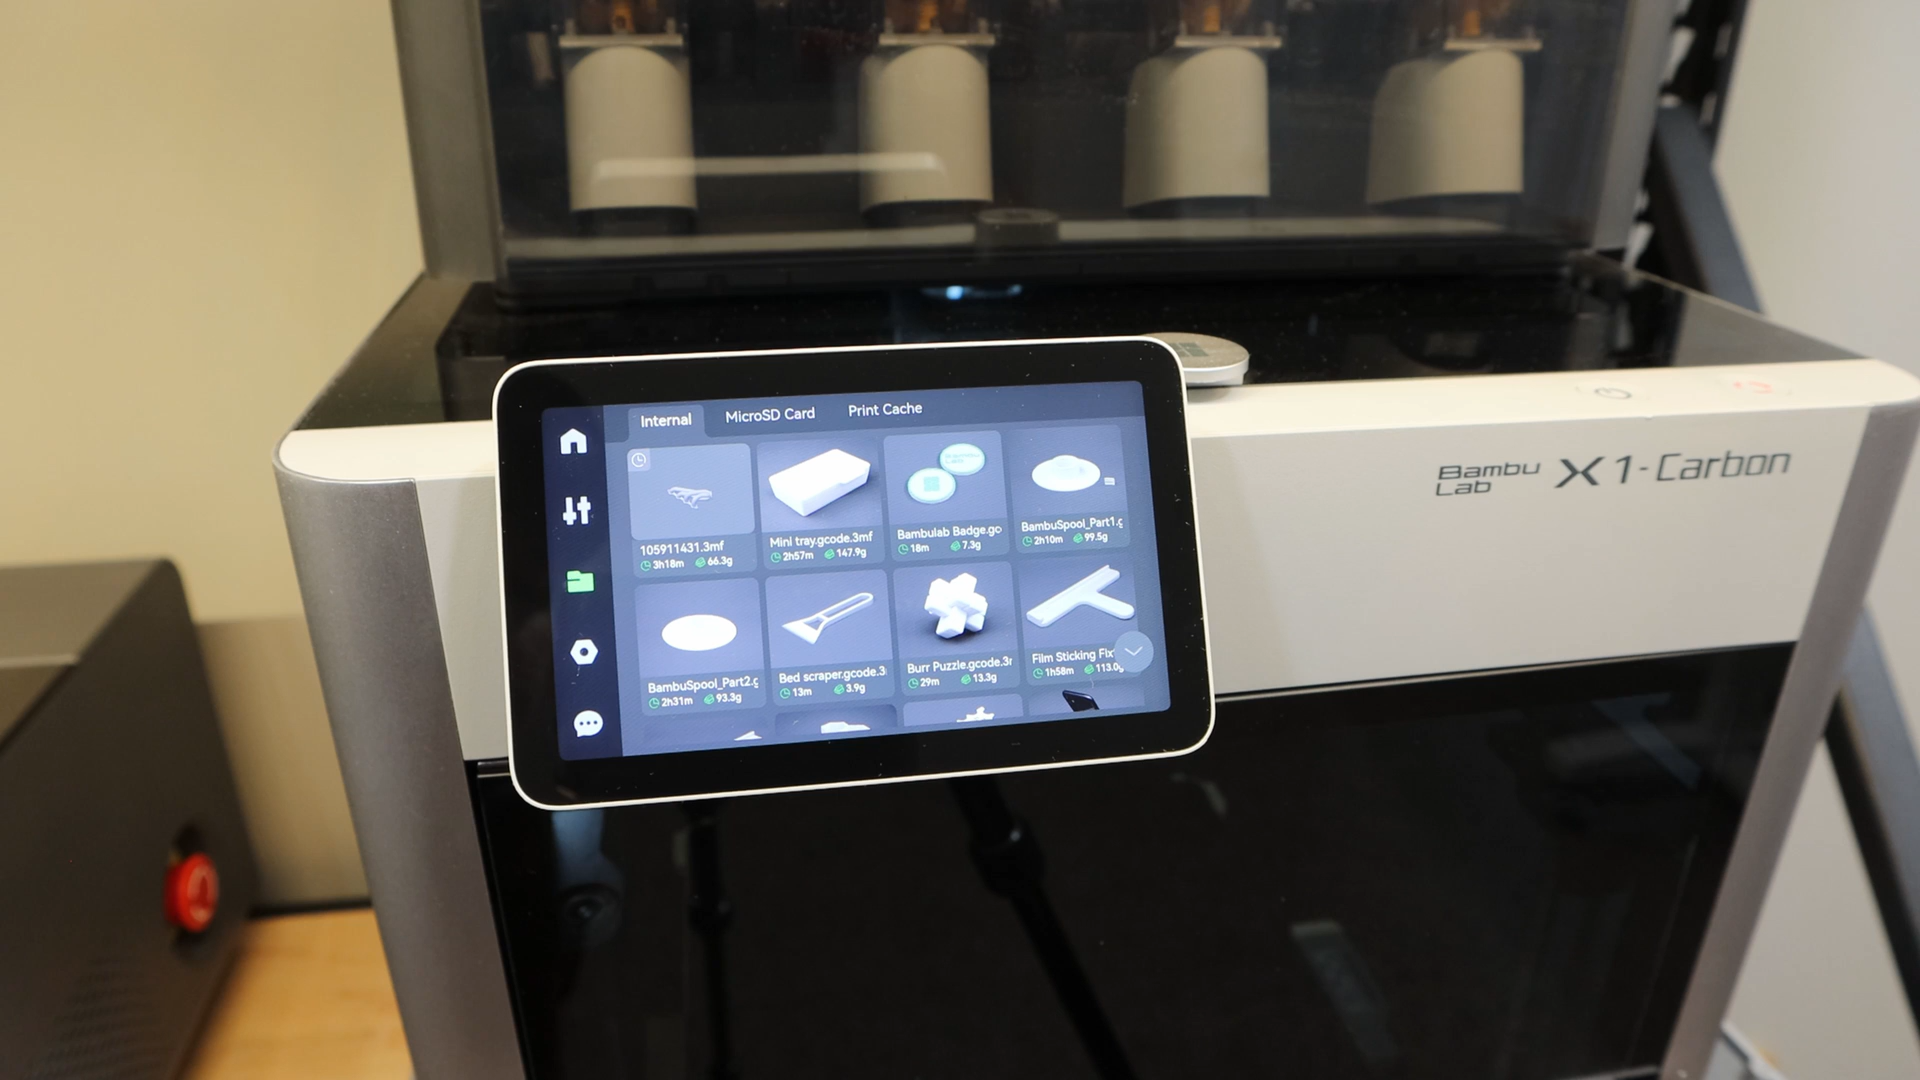 Internal
MicroSD Card
Print Cache
105911431.3mf
3h18m 66.3g
Mini tray.gcode.3mf
2h57m 147.9g
Bambulab Badge.gc
18m 7.3g
BambuSpool_Part1.g
2h10m 99.5g
BambuSpool_Part2.g
2h31m 93.3g
Bed scraper.gcode.3
13m 3.9g
Burr Puzzle.gcode.3r
29m 13.3g
Film Sticking Fix
1h58m 113.0g
Bambu
Lab
X1-Carbon